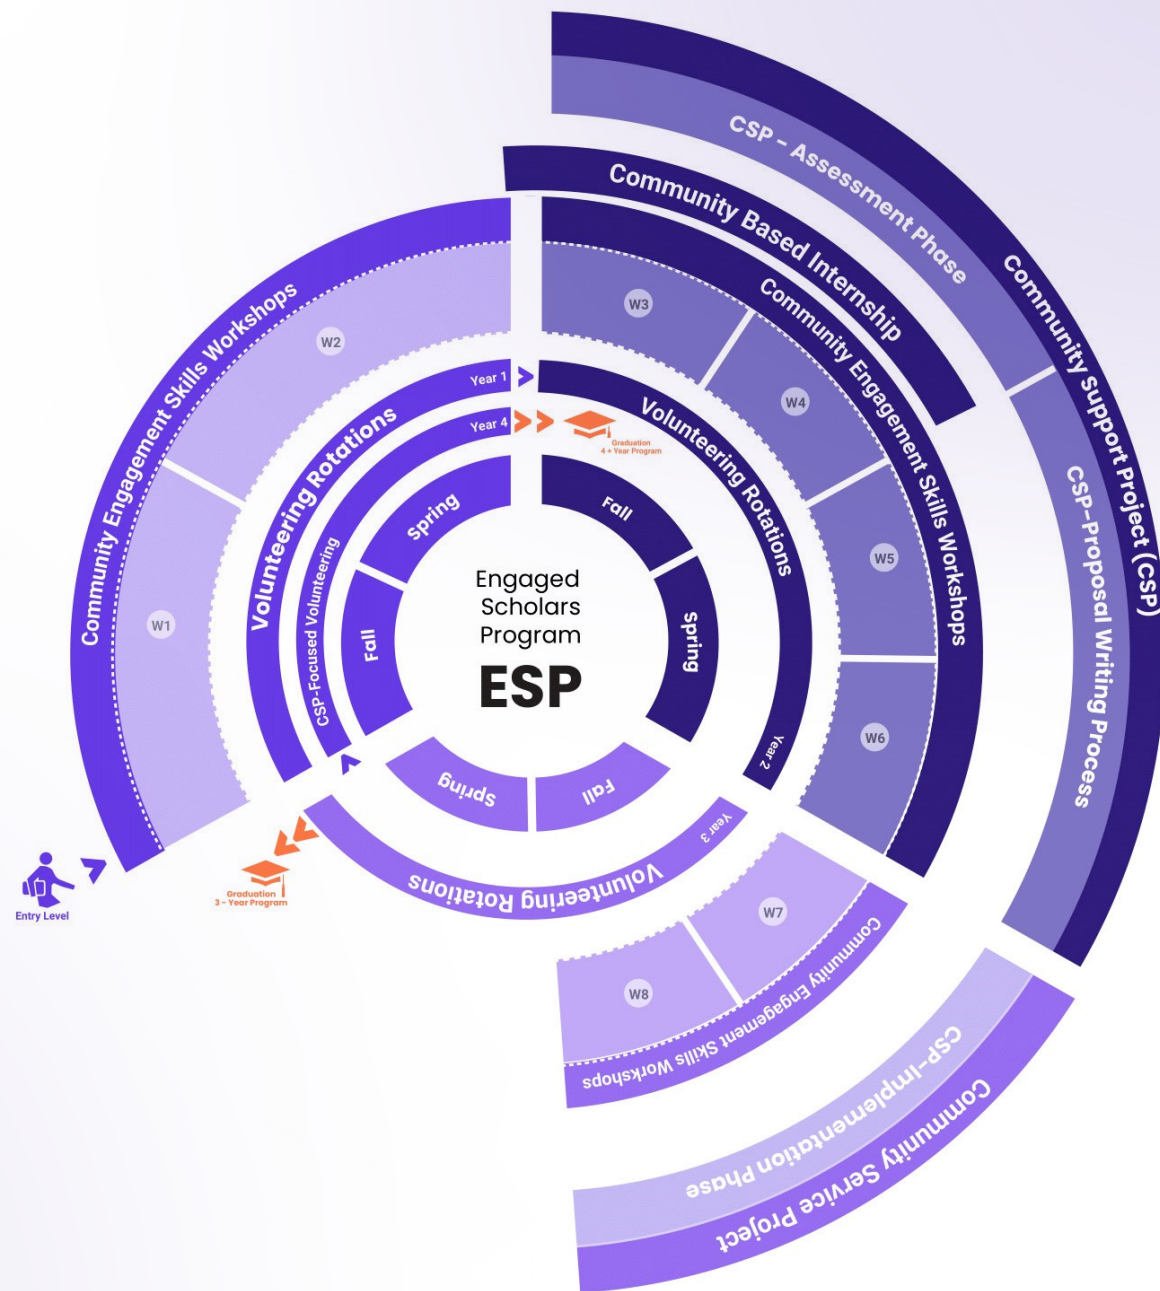 Engaged
Scholars
Program
ESP
Fall
Spring
Fall
Spring
Fall
Spring
Entry Level
Community Engagement Skills Workshops
W1
W2
Volunteering Rotations
Year 1
CSP-Focused Volunteering
Year 4
Graduation
4 + Year Program
Volunteering Rotations
Year 2
Community Engagement Skills Workshops
W3
W4
W5
W6
Community Based Internship
CSP - Assessment Phase
CSP-Proposal Writing Process
Community Support Project (CSP)
Year 3
Volunteering Rotations
Graduation
3 - Year Program
W7
W8
Community Engagement Skills Workshops
CSP-Implementation Phase
Community Service Project